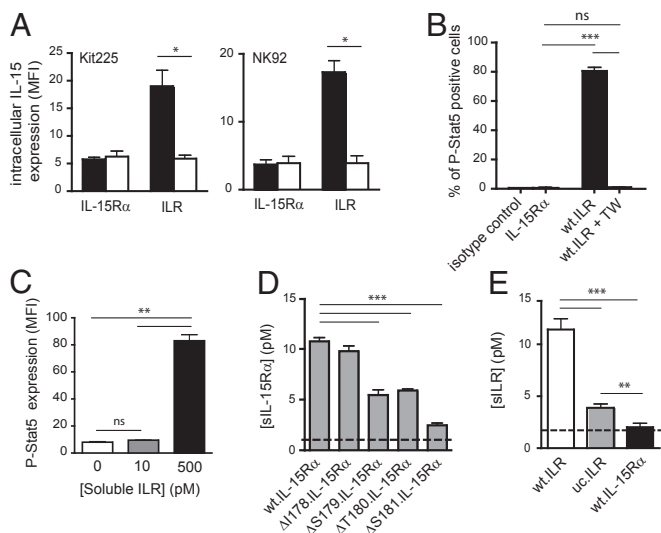 A
intracellular IL-15
expression (MFI)
Kit225
*
25
20
15
10
5
0
IL-15Rα
ILR
NK92
*
20
10
0
IL-15Rα
ILR
B
% of P-Stat5 positive cells
ns
***
100
80
60
40
20
0
isotype control
IL-15Rα
wt.ILR
wt.ILR + TW
C
P-Stat5 expression (MFI)
**
ns
100
80
60
40
20
0
0
10
500
[Soluble ILR] (pM)
D
[sIL-15Rα] (pM)
***
15
10
5
0
wt.IL-15Rα
ΔI178.IL-15Rα
ΔS179.IL-15Rα
ΔT180.IL-15Rα
ΔS181.IL-15Rα
E
[sILR] (pM)
***
**
15
10
5
0
wt.ILR
uc.ILR
wt.IL-15Rα